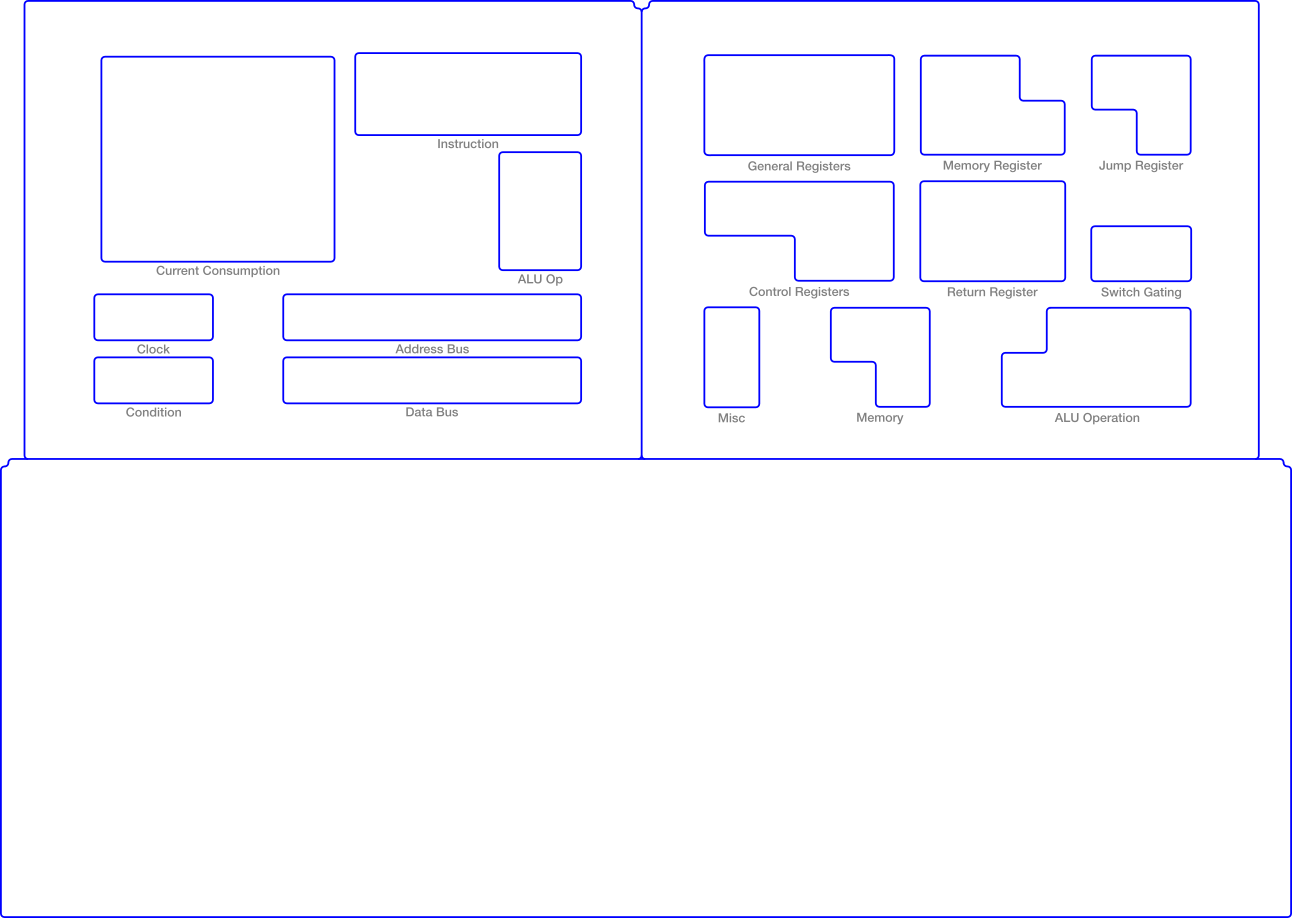 Instruction
Current Consumption
ALU Op
Clock
Address Bus
Condition
Data Bus
General Registers
Memory Register
Jump Register
Control Registers
Return Register
Switch Gating
Misc
Memory
ALU Operation